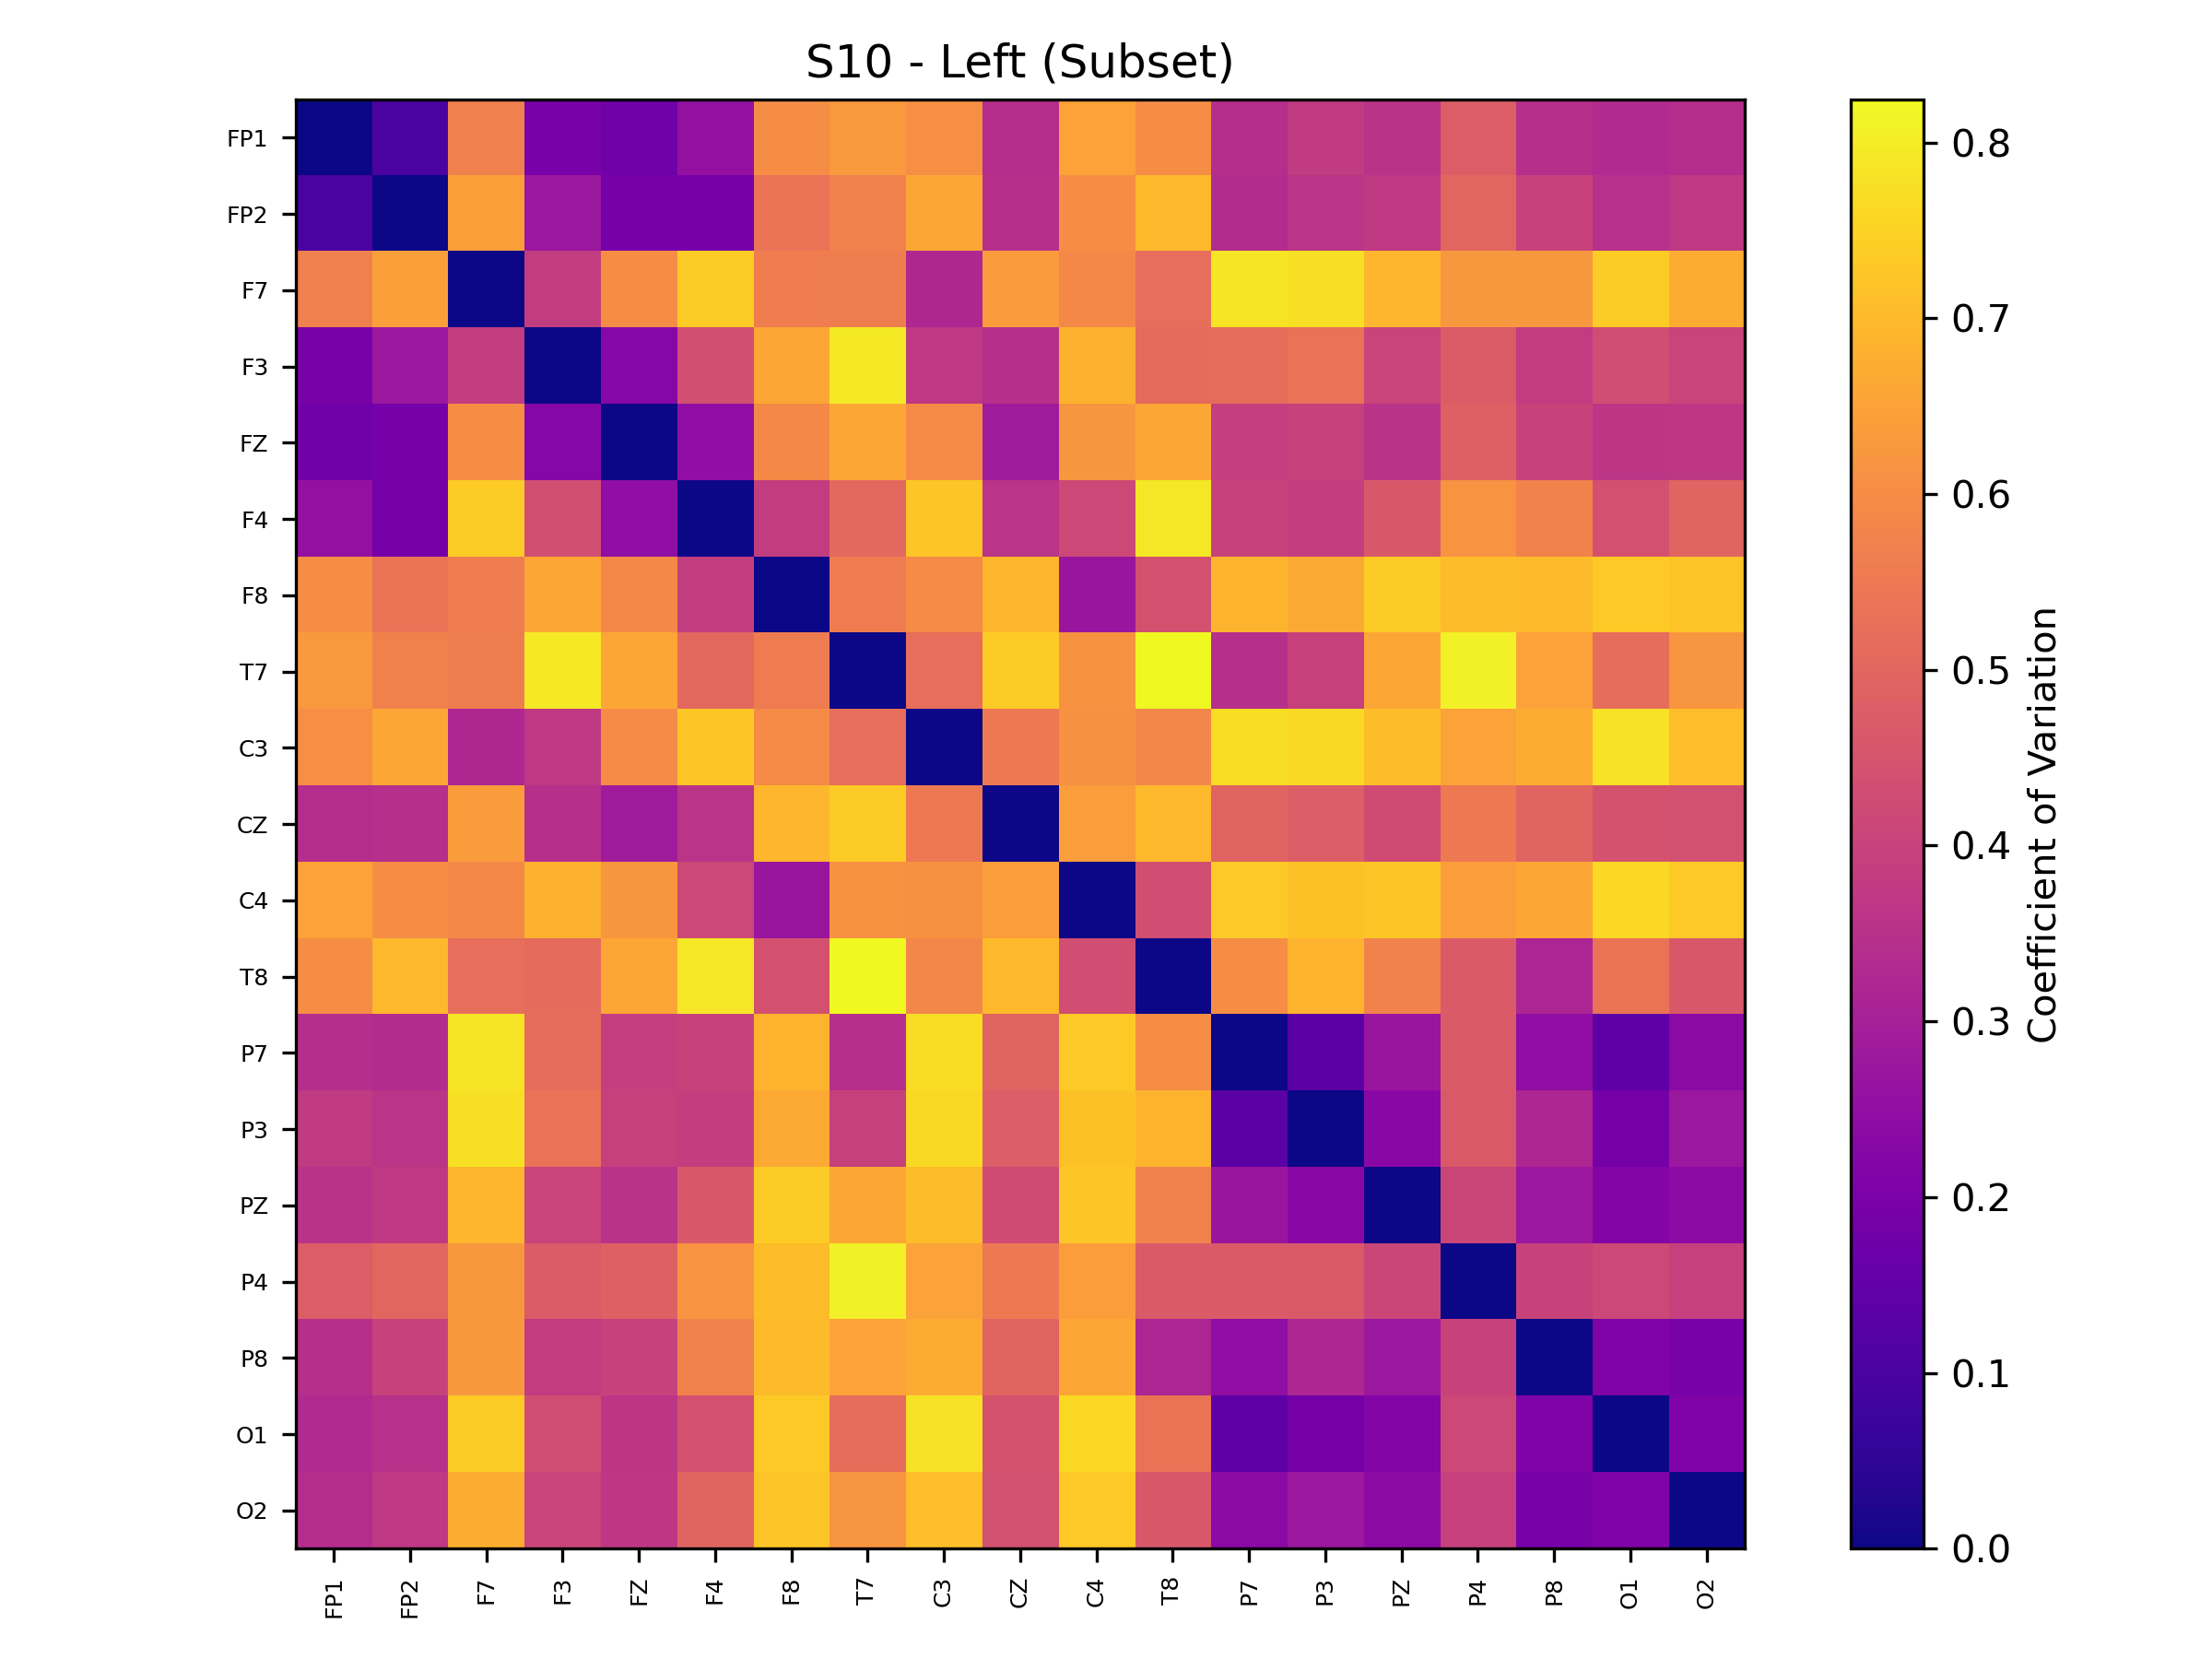 S10 - Left (Subset)
FP1
FP2
F7
F3
FZ
F4
F8
T7
C3
CZ
C4
T8
P7
P3
PZ
P4
P8
O1
O2
FP1 FP2 F7 F3 FZ F4 F8 T7 C3 CZ C4 T8 P7 P3 PZ P4 P8 O1 O2
0.8
0.7
0.6
0.5
0.4
0.3
0.2
0.1
0.0
Coefficient of Variation